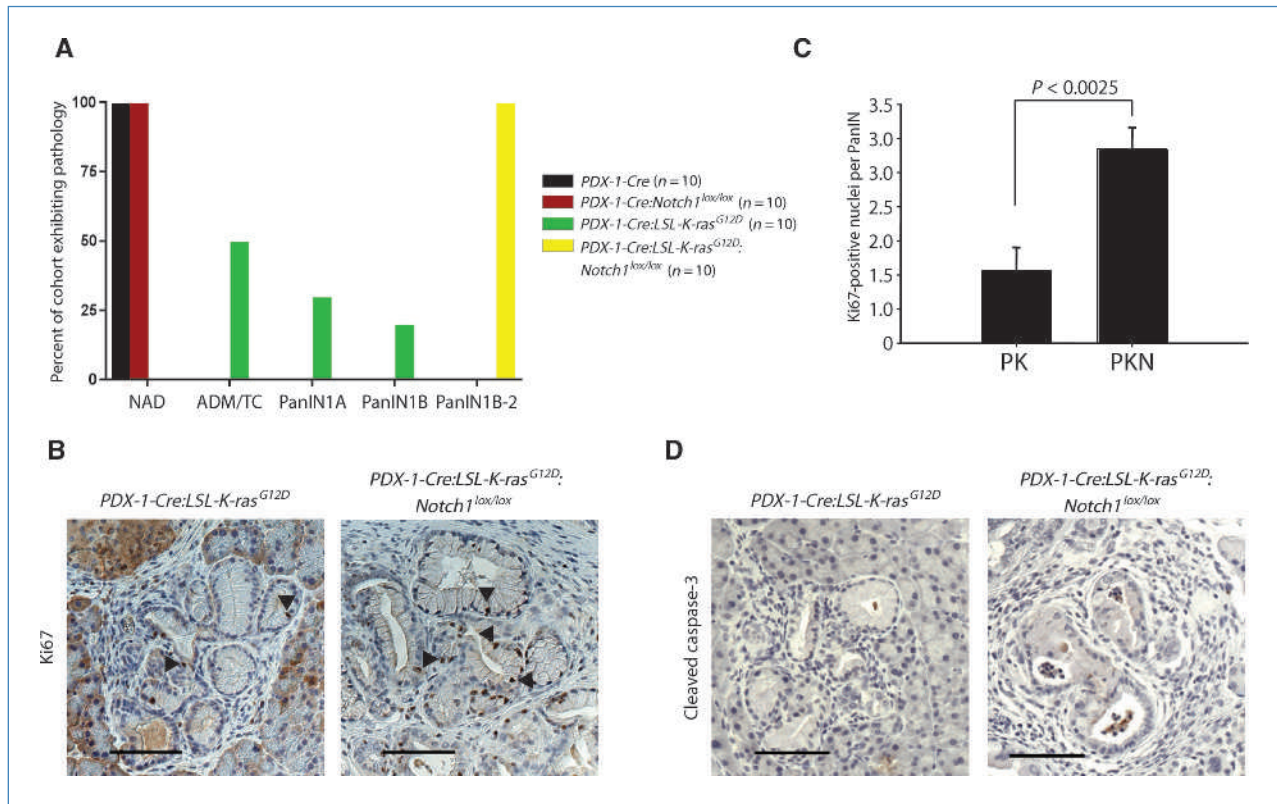 A
Percent of cohort exhibiting pathology
100
75
50
25
0
NAD
ADM/TC
PanIN1A
PanIN1B
PanIN1B-2
PDX-1-Cre (n = 10)
PDX-1-Cre:Notch1lox/lox (n = 10)
PDX-1-Cre:LSL-K-rasG12D (n = 10)
PDX-1-Cre:LSL-K-rasG12D:
Notch1lox/lox (n = 10)
C
P < 0.0025
Ki67-positive nuclei per PanIN
3.5
3.0
2.5
2.0
1.5
1.0
0
PK
PKN
B
PDX-1-Cre:LSL-K-rasG12D
PDX-1-Cre:LSL-K-rasG12D:
Notch1lox/lox
Ki67
D
PDX-1-Cre:LSL-K-rasG12D
PDX-1-Cre:LSL-K-rasG12D:
Notch1lox/lox
Cleaved caspase-3